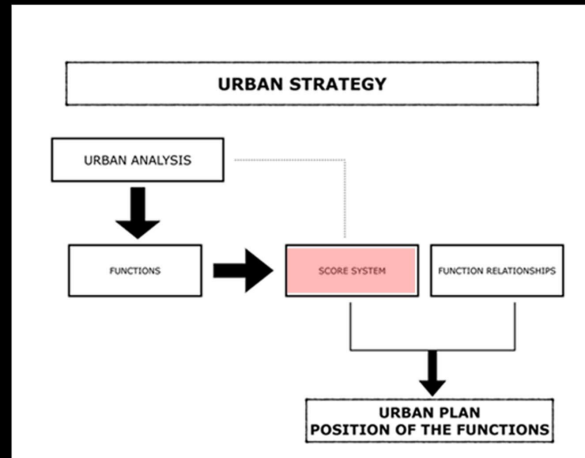 URBAN STRATEGY
URBAN ANALYSIS
FUNCTIONS
SCORE SYSTEM
FUNCTION RELATIONSHIPS
URBAN PLAN
POSITION OF THE FUNCTIONS